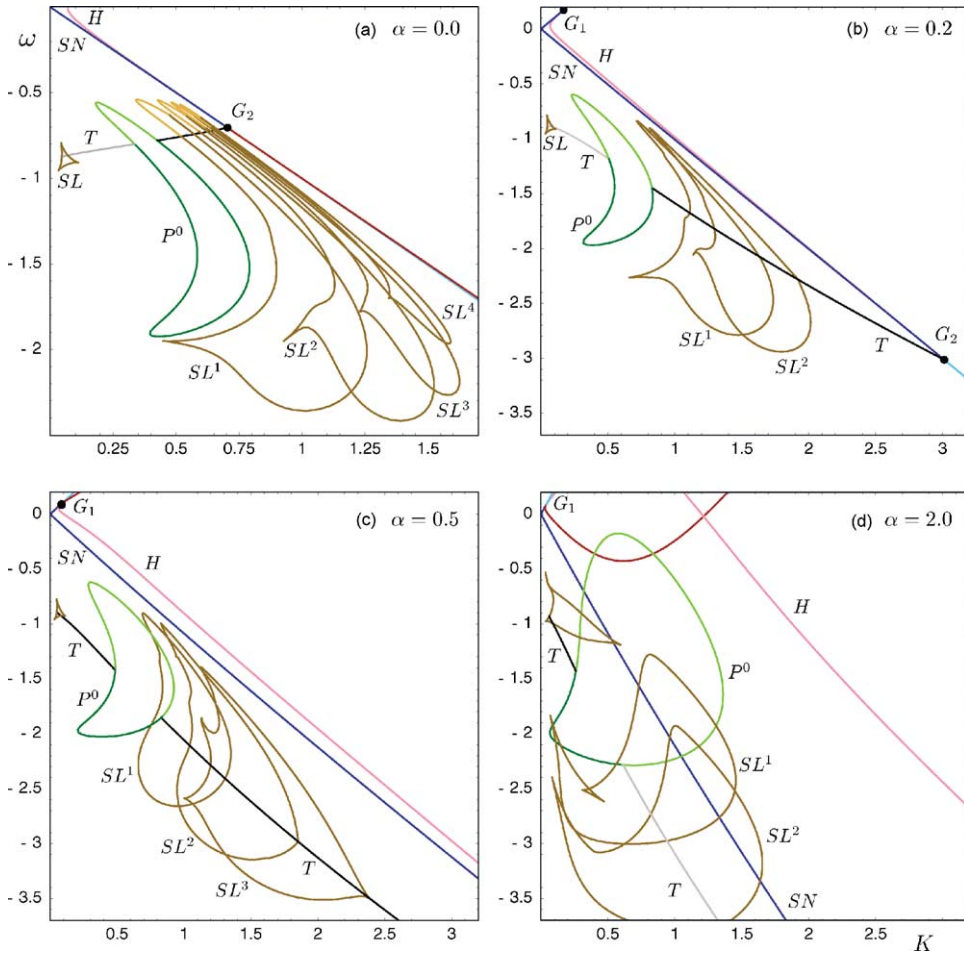 ω
(a) α = 0.0
H
SN
G₂
T
SL
P⁰
SL¹
SL²
SL³
SL⁴
- 0.5
- 1
- 1.5
- 2
0.25
0.5
0.75
1
1.25
1.5
(b) α = 0.2
G₁
H
SN
SL
T
P⁰
SL¹
SL²
T
G₂
0
- 0.5
- 1
- 1.5
- 2
- 2.5
- 3
- 3.5
0.5
1
1.5
2
2.5
3
(c) α = 0.5
G₁
SN
H
T
P⁰
SL¹
SL²
SL³
T
0
- 0.5
- 1
- 1.5
- 2
- 2.5
- 3
- 3.5
0.5
1
1.5
2
2.5
3
(d) α = 2.0
G₁
H
T
P⁰
SL¹
SL²
T
SN
0
- 0.5
- 1
- 1.5
- 2
- 2.5
- 3
- 3.5
0.5
1
1.5
2
2.5
K